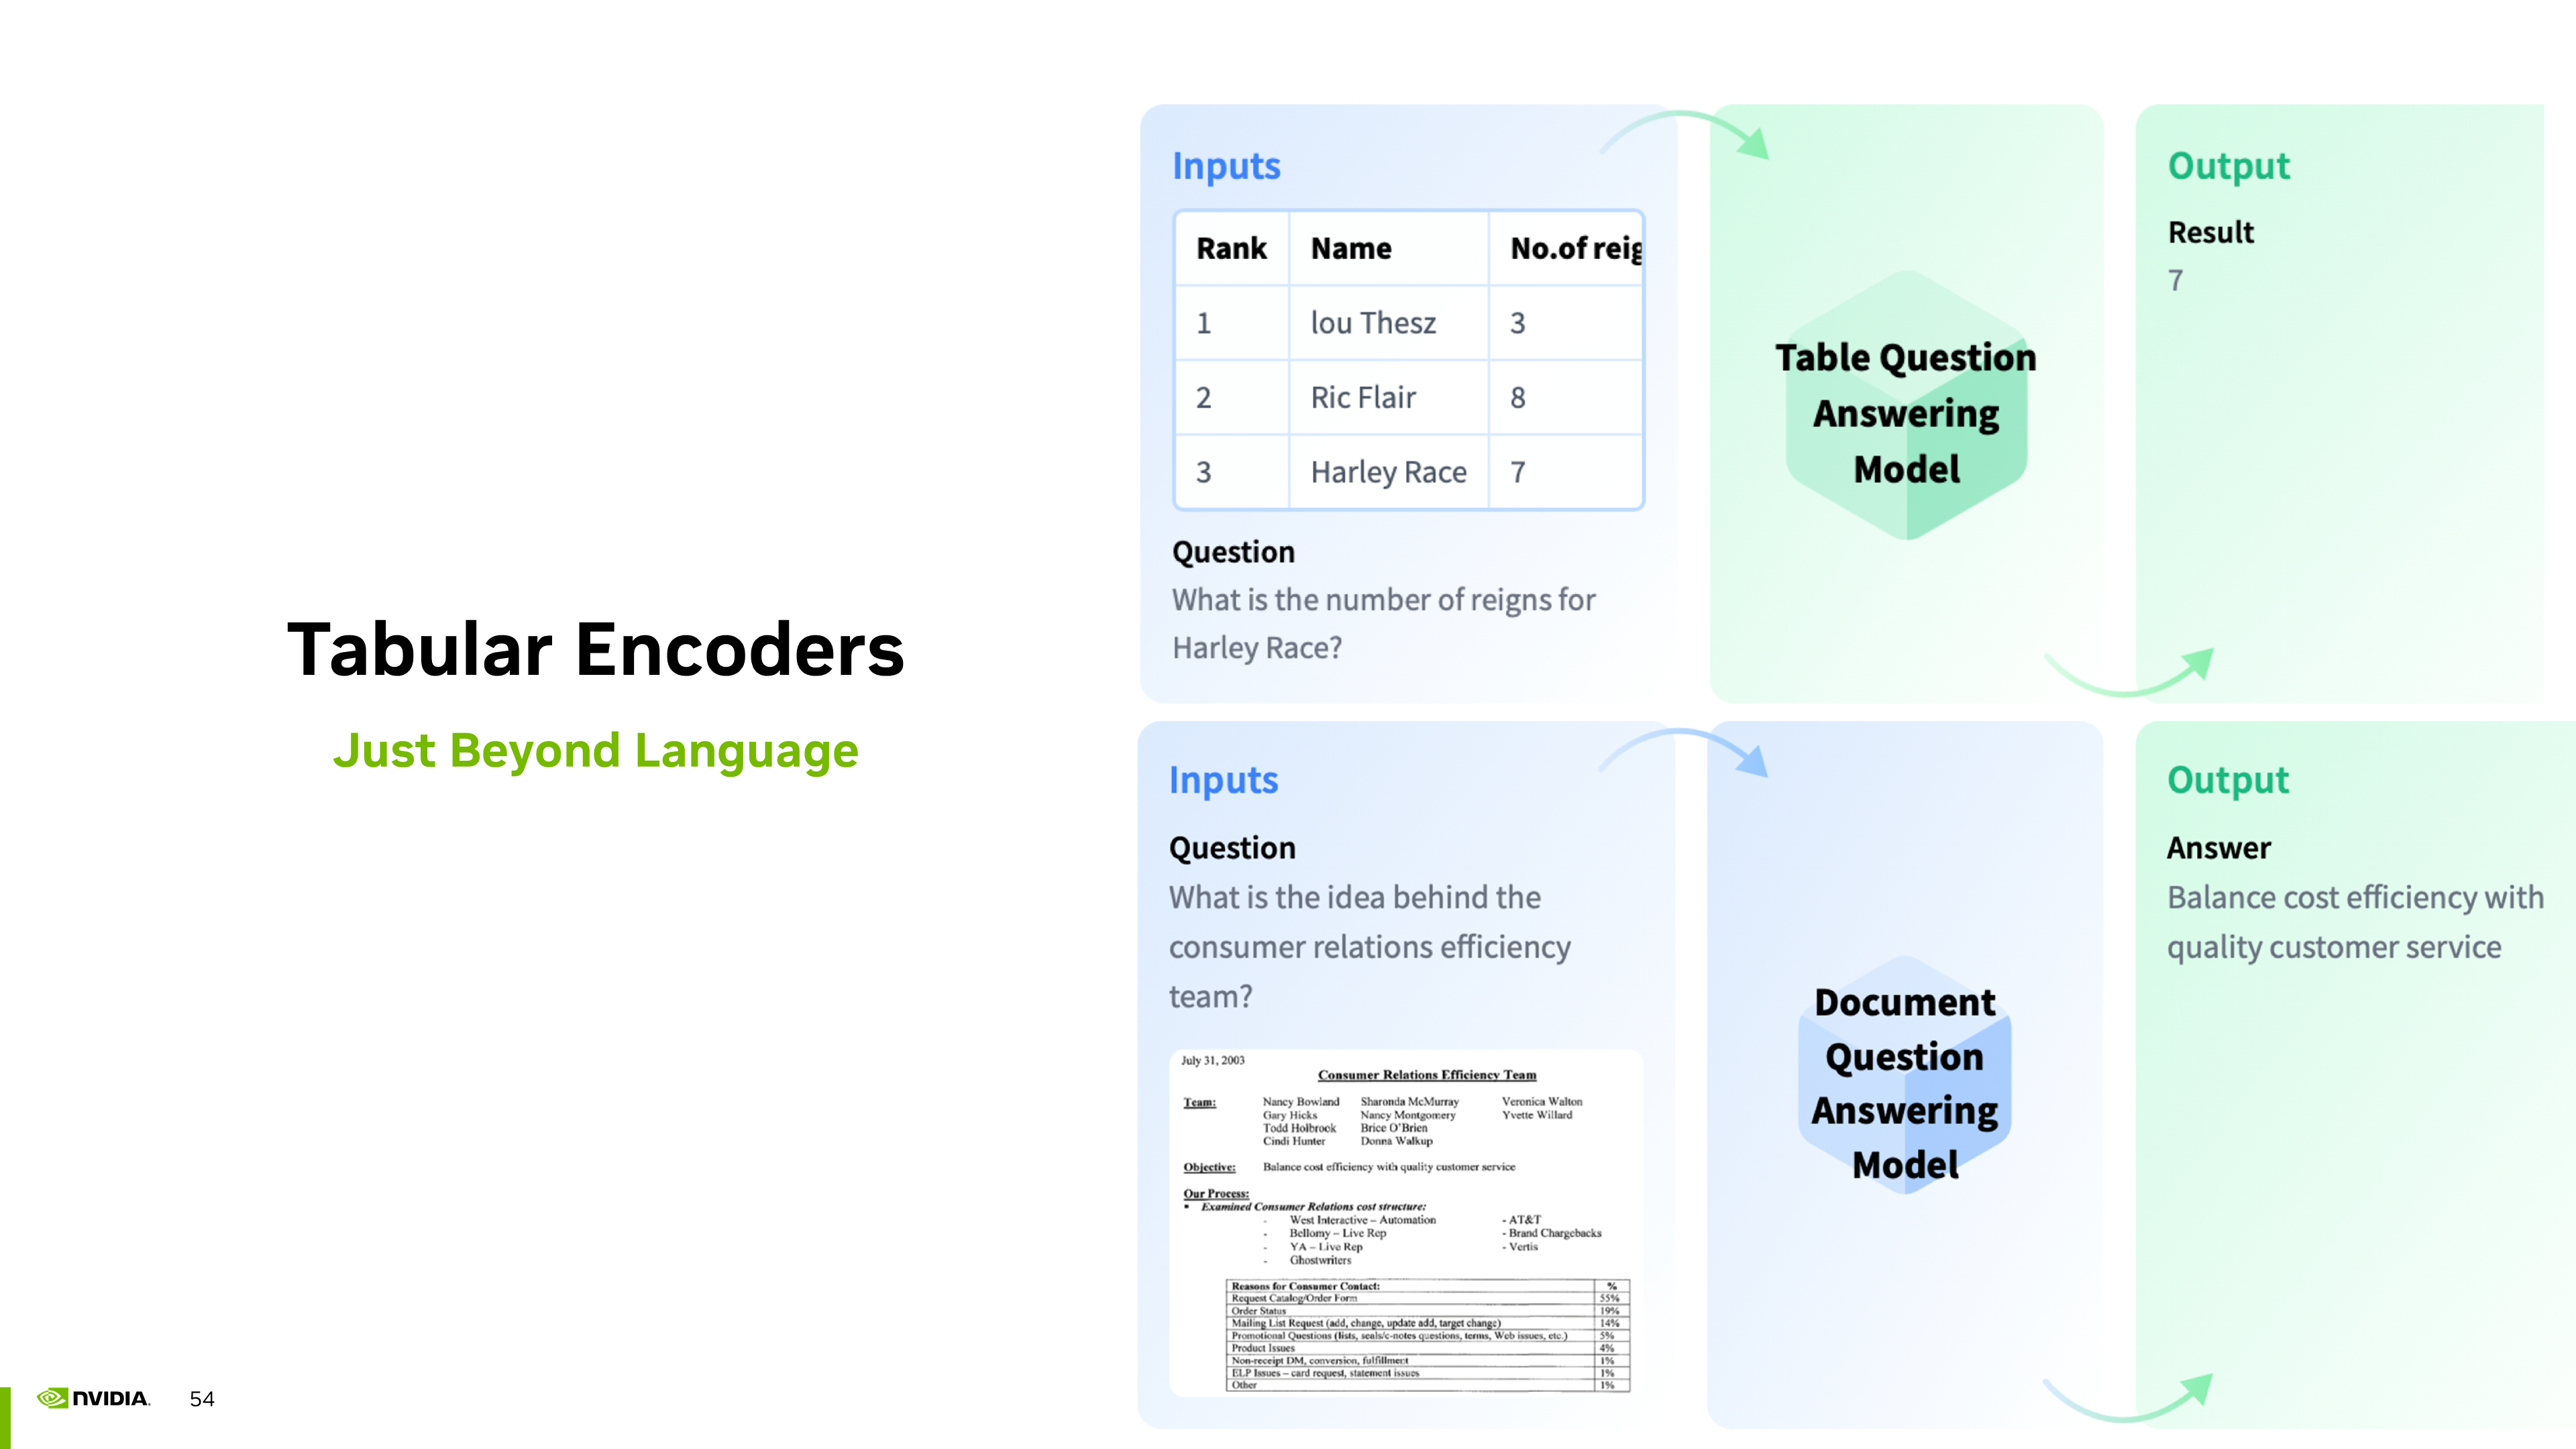 Tabular Encoders
Just Beyond Language
Inputs
Rank Name No.of reig
1 lou Thesz 3
2 Ric Flair 8
3 Harley Race 7
Question
What is the number of reigns for
Harley Race?
Table Question
Answering
Model
Output
Result
7
Inputs
Question
What is the idea behind the
consumer relations efficiency
team?
July 31, 2003
Consumer Relations Efficiency Team
Team: Nancy Bowland Sharonda McMurray Veronica Walton
Gary Hicks Nancy Montgomery Yvette Willard
Todd Holbrook Brice O'Brien
Cindi Hunter Donna Walkup
Objective: Balance cost efficiency with quality customer service
Our Process:
▪ Examined Consumer Relations cost structure:
- West Interactive – Automation - AT&T
- Bellomy – Live Rep - Brand Chargebacks
- YA – Live Rep - Vertis
- Ghostwriters
Reasons for Consumer Contact: %
Request Catalog/Order Form 55%
Order Status 19%
Mailing List Request (add, change, update add, target change) 14%
Promotional Questions (lists, seals/c-notes questions, terms, Web issues, etc.) 5%
Product Issues 4%
Non-receipt DM, conversion, fulfillment 1%
ELP Issues – card request, statement issues 1%
Other 1%
Document
Question
Answering
Model
Output
Answer
Balance cost efficiency with
quality customer service
NVIDIA. 54